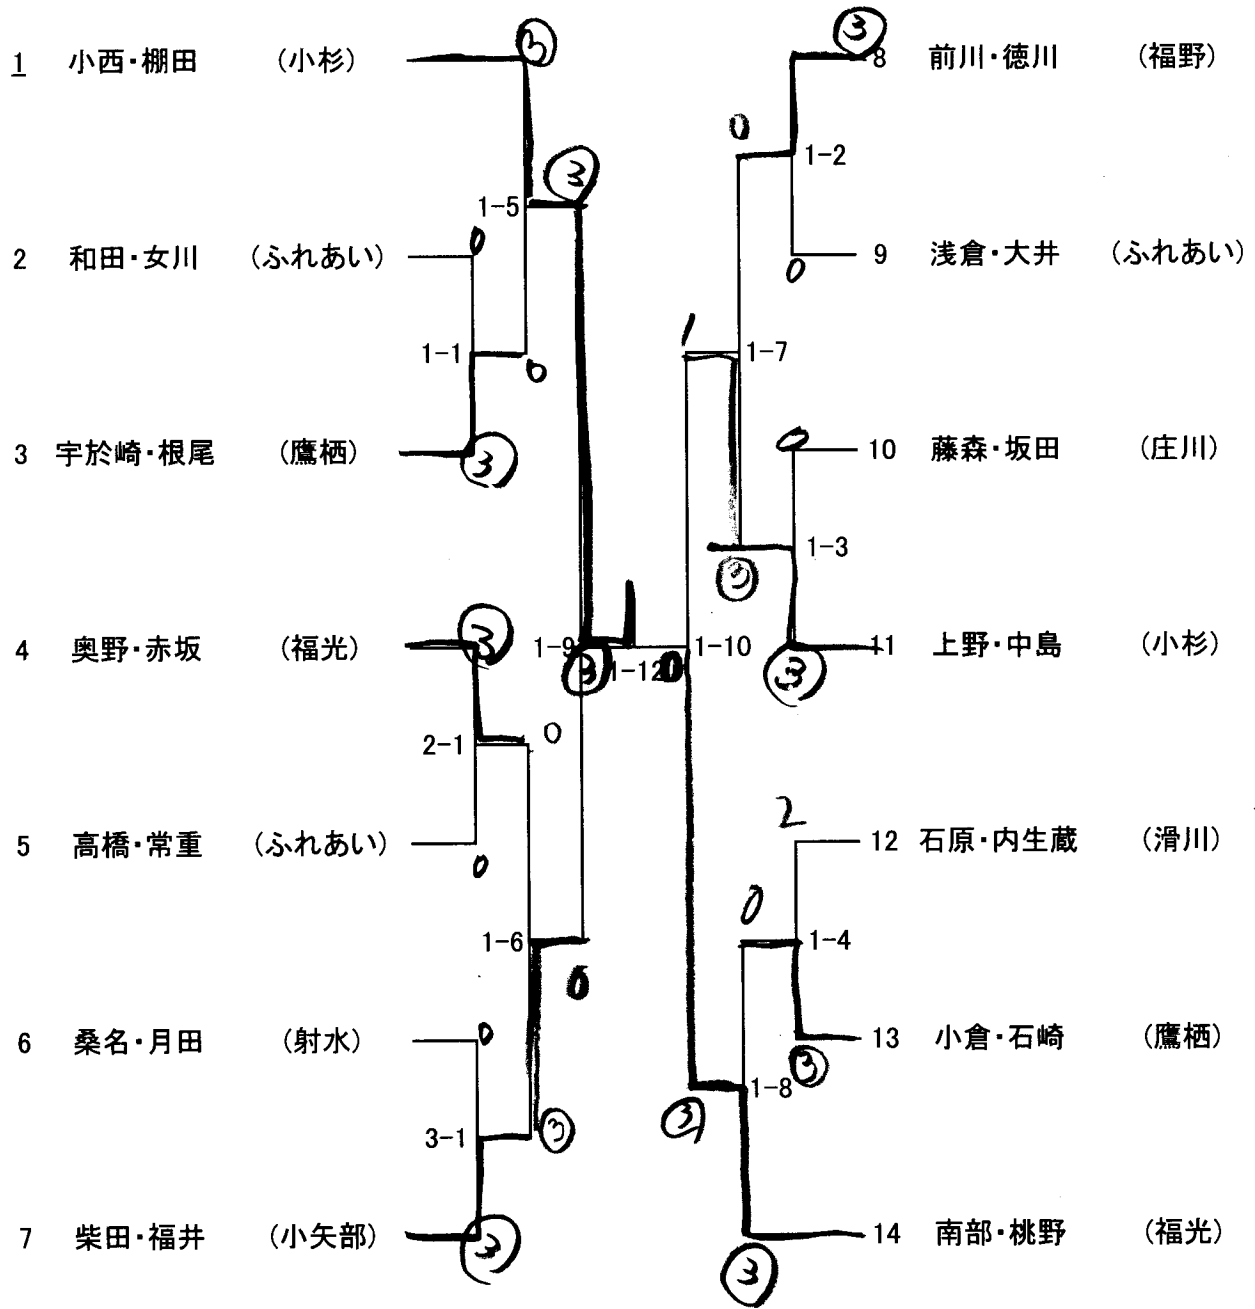 1 小西・棚田 (小杉) 3
3 8 前川・徳川 (福野)
0 1-2
3
1-5
2 和田・女川 (ふれあい) 0
0 9 浅倉・大井 (ふれあい)
1-1 0
1 1-7
3 宇於崎・根尾 (鷹栖) 3
0 10 藤森・坂田 (庄川)
3 1-3
4 奥野・赤坂 (福光) 3
1-9 3 1-12 0 1-10
3 11 上野・中島 (小杉)
2-1 0
5 高橋・常重 (ふれあい) 0
2 12 石原・内生蔵 (滑川)
1-6 0
0 1-4
6 桑名・月田 (射水) 0
3 13 小倉・石崎 (鷹栖)
3-1 3
3 1-8
7 柴田・福井 (小矢部) 3
3 14 南部・桃野 (福光)